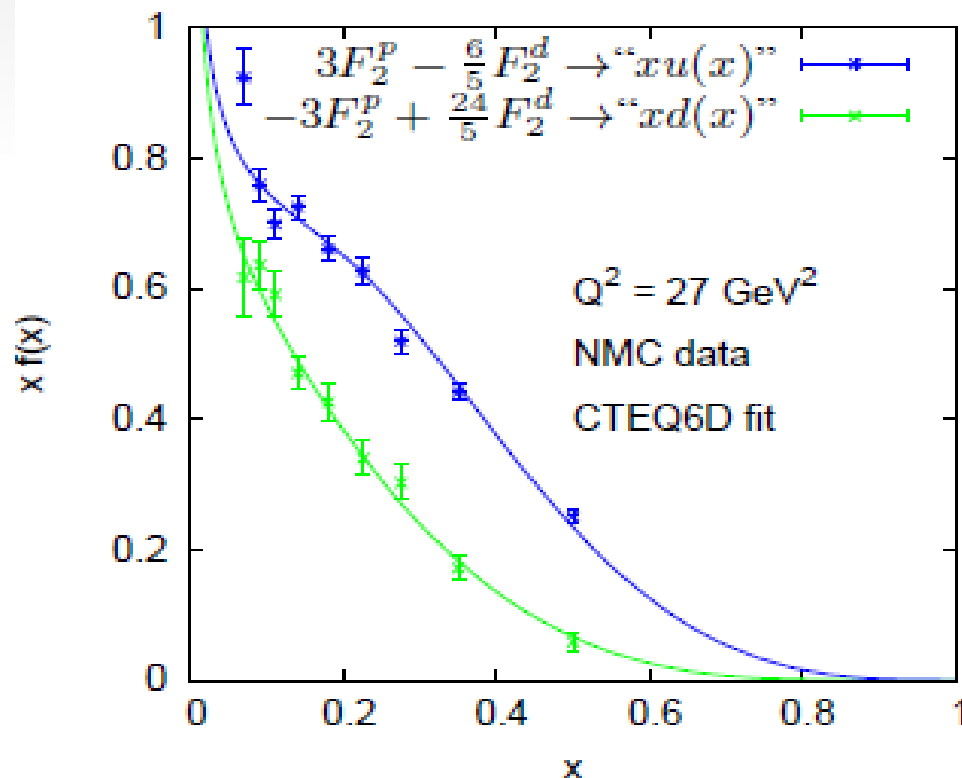 1
0.8
0.6
0.4
0.2
0
x f(x)
3F₂ᵖ − 6/5 F₂ᵈ → “xu(x)”
−3F₂ᵖ + 24/5 F₂ᵈ → “xd(x)”
Q² = 27 GeV²
NMC data
CTEQ6D fit
0 0.2 0.4 0.6 0.8 1
x